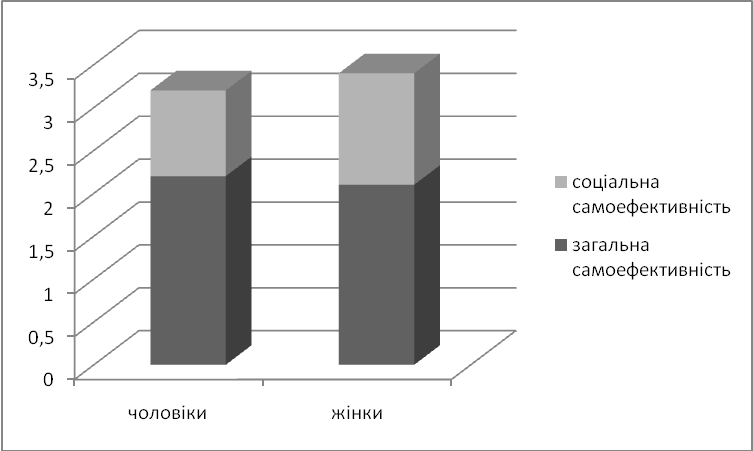 3,5
3
2,5
2
1,5
1
0,5
0
чоловіки
жінки
соціальна
самоефективність
загальна
самоефективність